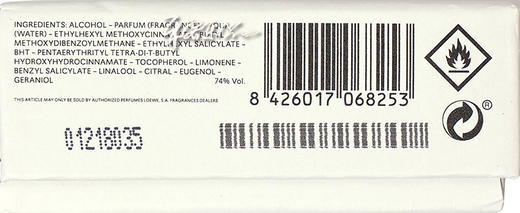 INGREDIENTS: ALCOHOL – PARFUM (FRAGRANCE)
(WATER) – ETHYLHEXYL METHOXYCINNA
METHOXYDIBENZOYLMETHANE – ETHYLHEXYL SALICYLATE –
BHT – PENTAERYTHRITYL TETRA-DI-T-BUTYL
HYDROXYHYDROCINNAMATE – TOCOPHEROL – LIMONENE –
BENZYL SALICYLATE – LINALOOL – CITRAL – EUGENOL –
GERANIOL 74% Vol.
THIS ARTICLE MAY ONLY BE SOLD BY AUTHORIZED PERFUMES LOEWE, S.A. FRAGRANCES DEALERS
8 426017 068253
01218035
®